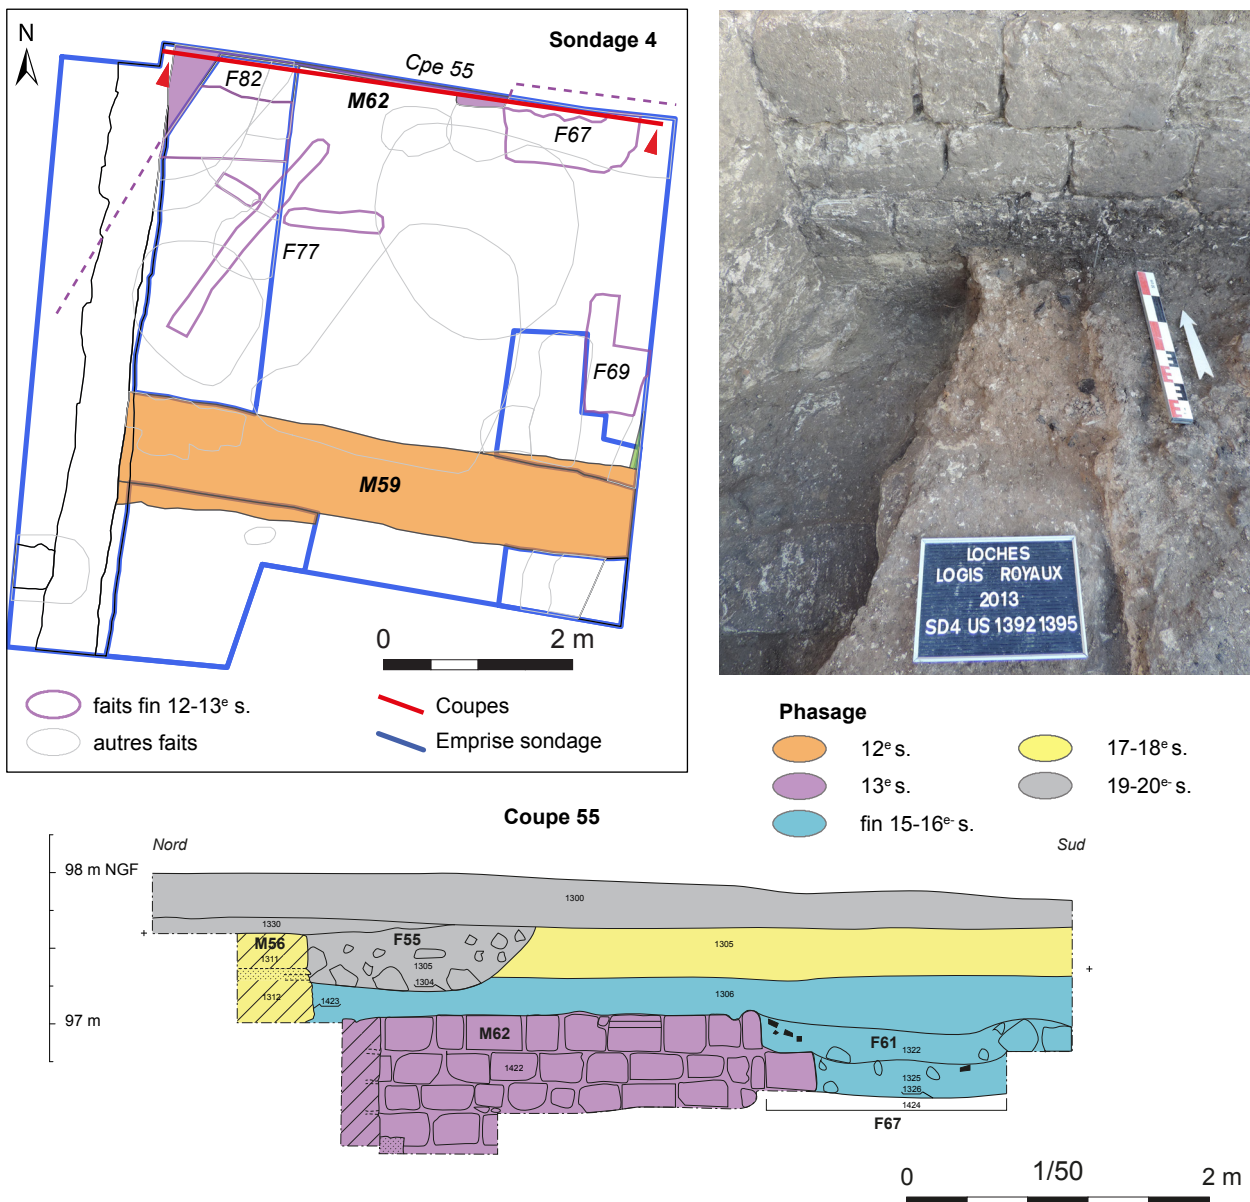 N
Sondage 4
Cpe 55
F82
M62
F67
F77
F69
M59
0 2 m
faits fin 12-13e s.
autres faits
Coupes
Emprise sondage
LOCHES
LOGIS ROYAUX
2013
SD4 US 1392 1395
Phasage
12e s.
13e s.
fin 15-16e- s.
17-18e s.
19-20e- s.
Coupe 55
Nord
Sud
98 m NGF
97 m
1300
1330
M56
1311
1312
F55
1305
1304
1305
1423
1306
M62
1422
F61
1322
1325
1326
1424
F67
1/50
0 2 m